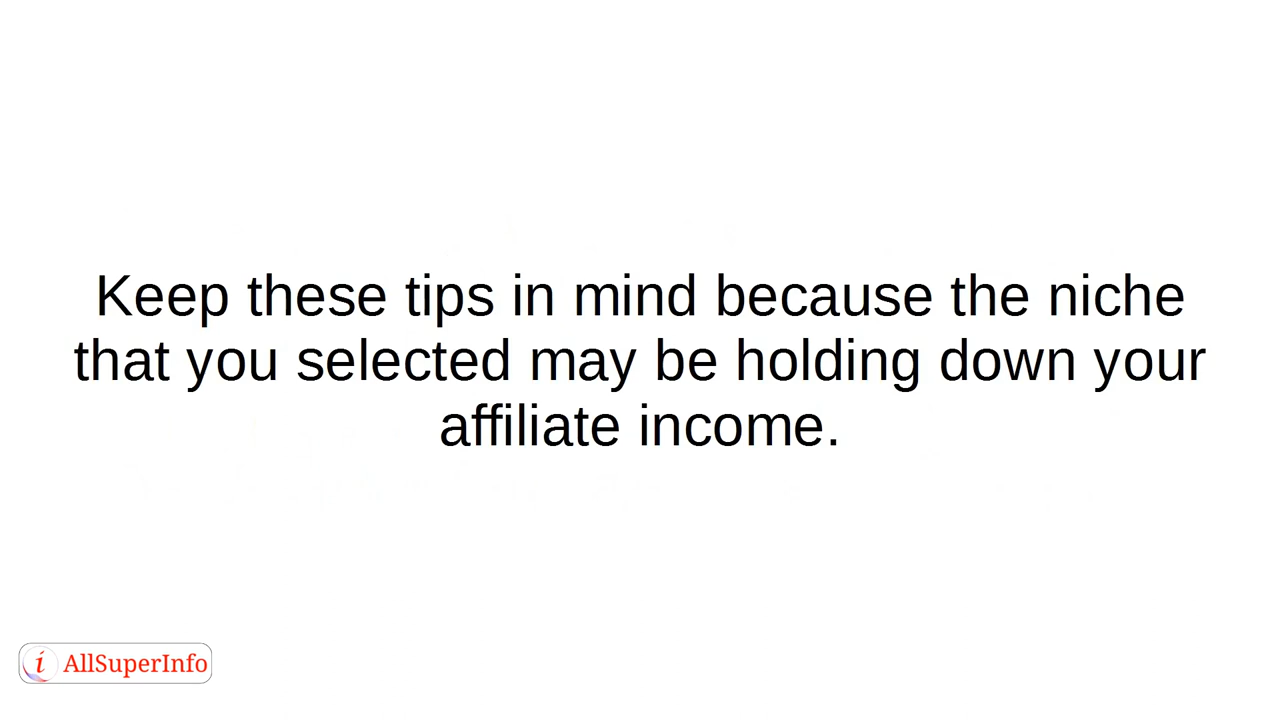 Keep these tips in mind because the niche
that you selected may be holding down your
affiliate income.
i AllSuperInfo